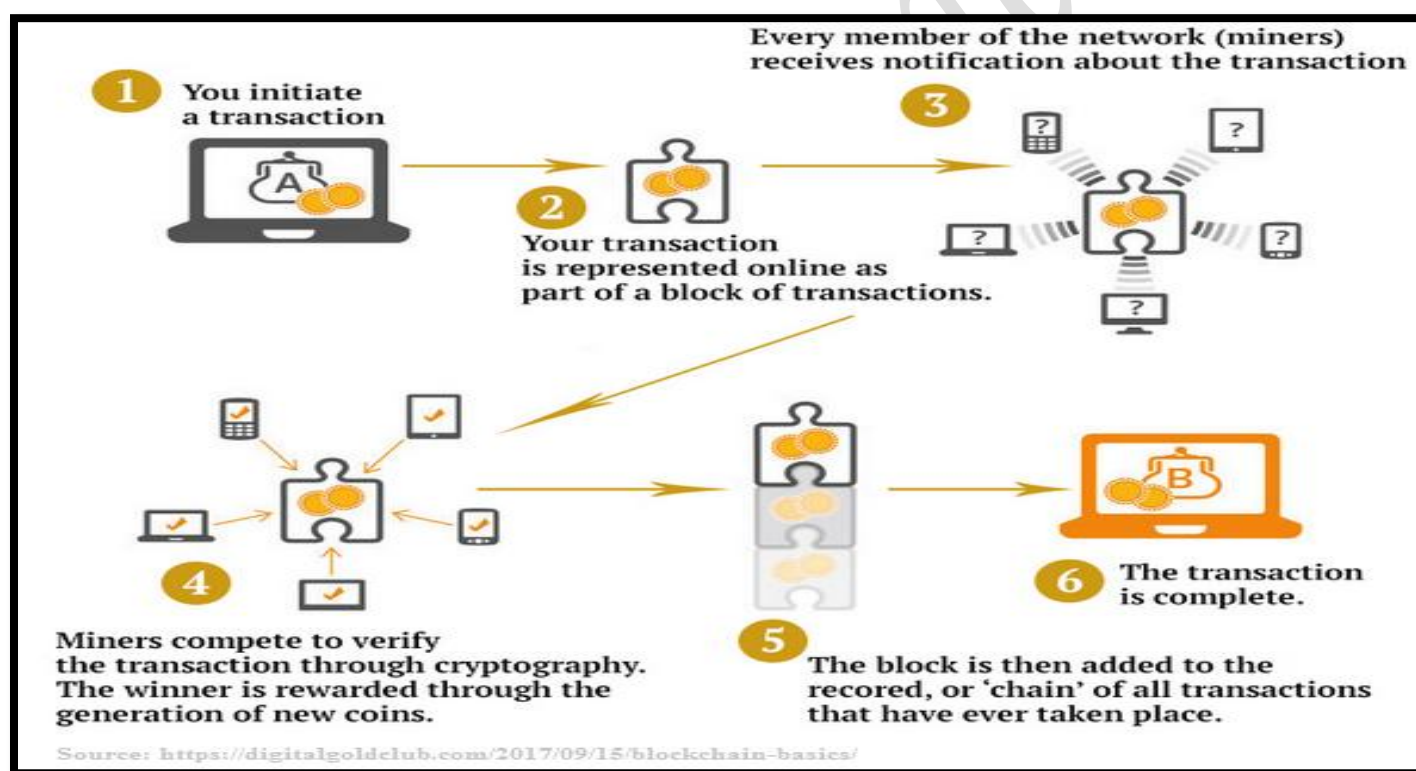 1
You initiate
a transaction
A
2
Your transaction
is represented online as
part of a block of transactions.
Every member of the network (miners)
receives notification about the transaction
3
?
?
?
?
?
4
Miners compete to verify
the transaction through cryptography.
The winner is rewarded through the
generation of new coins.
5
The block is then added to the
recored, or ‘chain’ of all transactions
that have ever taken place.
B
6
The transaction
is complete.
Source: https://digitalgoldclub.com/2017/09/15/blockchain-basics/